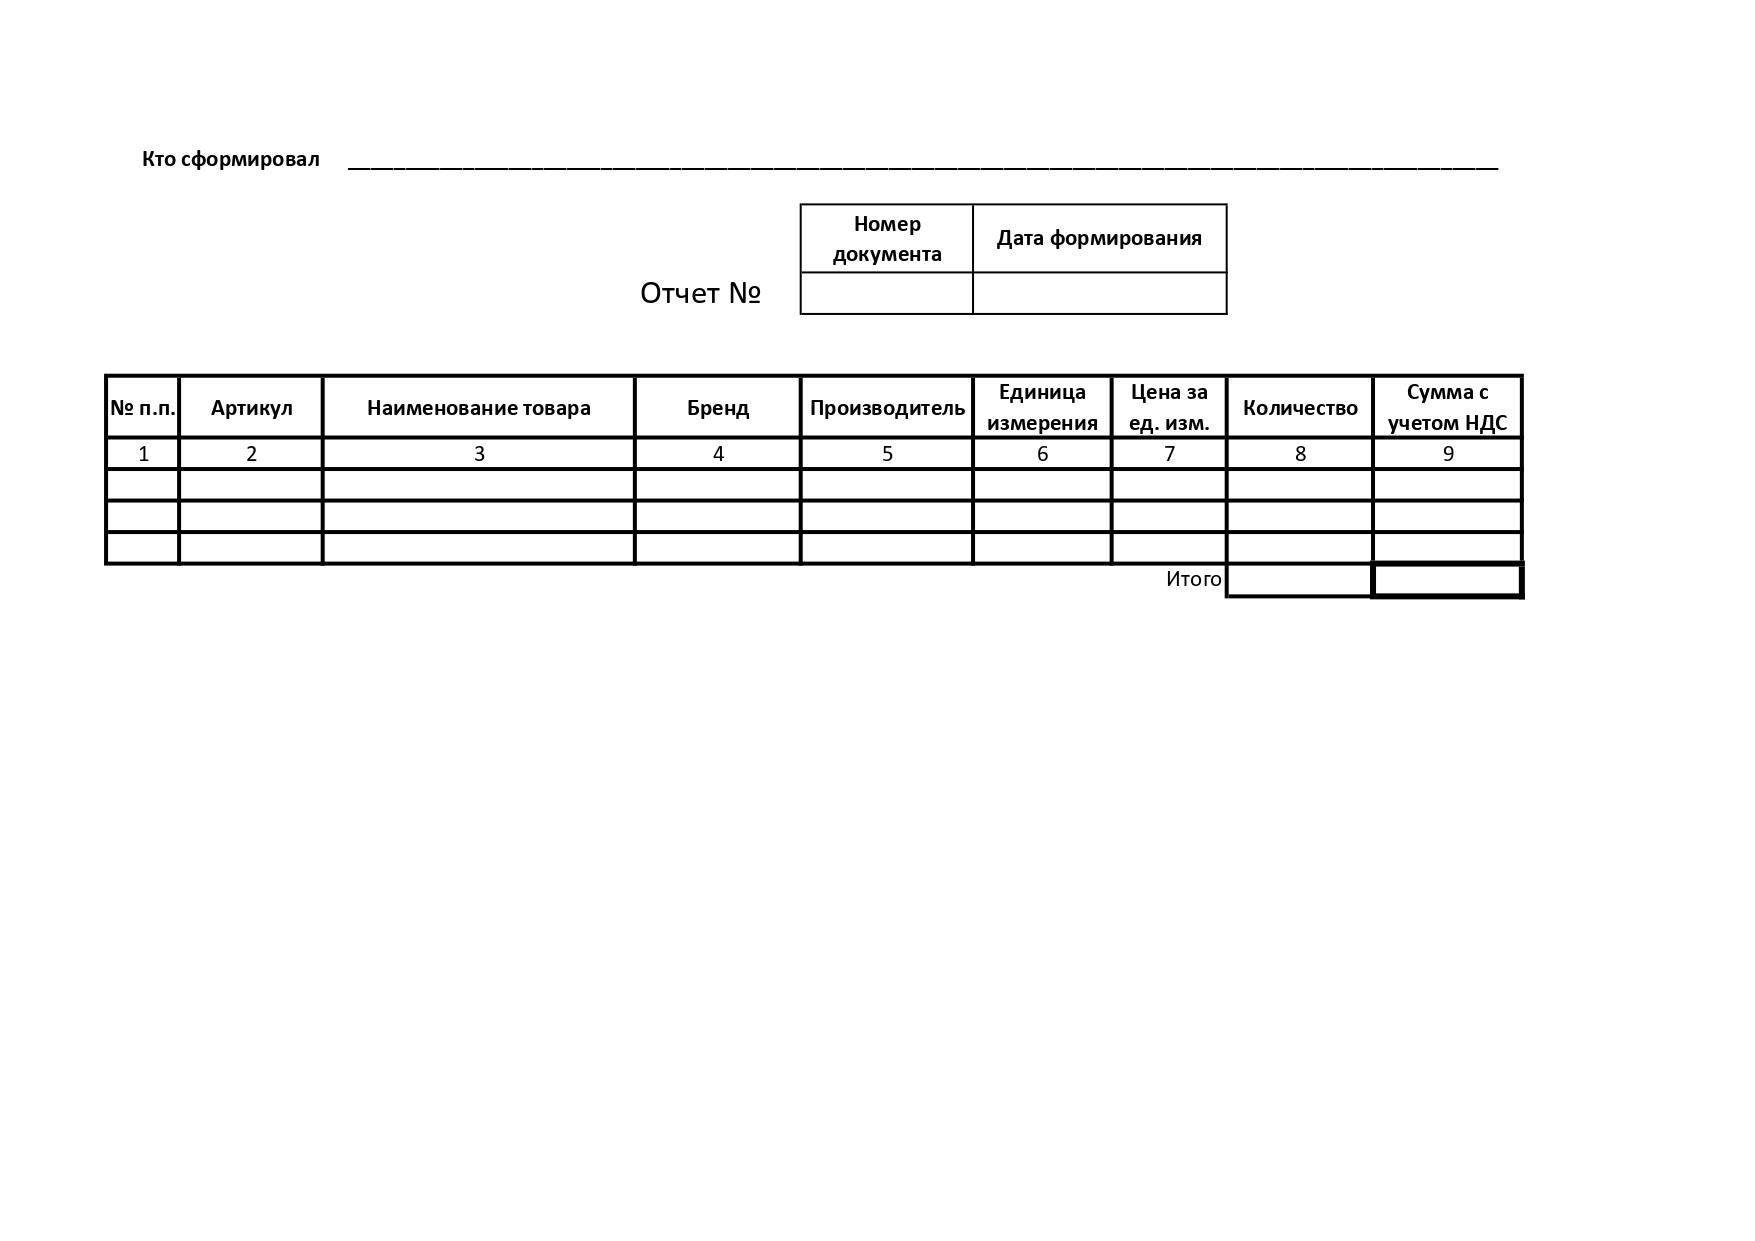 Кто сформировал
Номер документа Дата формирования
Отчет №
№ п.п. Артикул Наименование товара Бренд Производитель Единица измерения Цена за ед. изм. Количество Сумма с учетом НДС
1 2 3 4 5 6 7 8 9
Итого